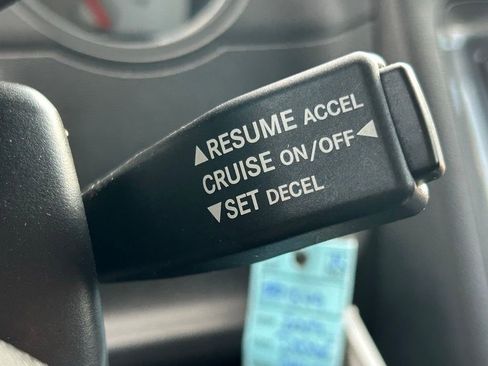 ▲RESUME ACCEL
CRUISE ON/OFF◄
▼SET DECEL